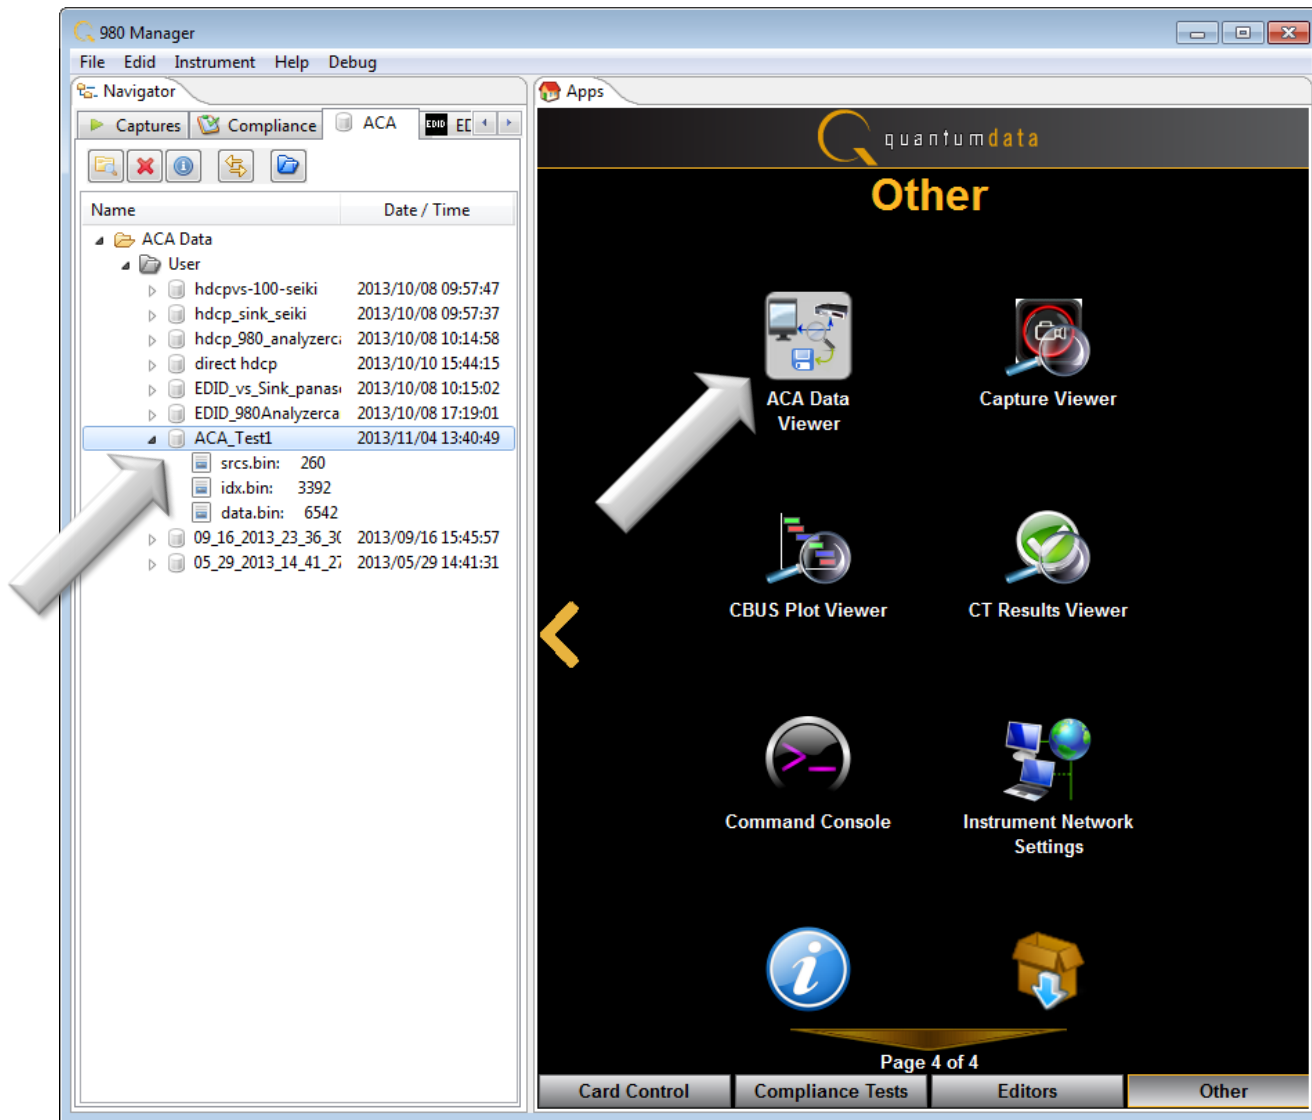 980 Manager
File Edid Instrument Help Debug
Navigator
Captures Compliance ACA EDID
Name Date / Time
ACA Data
User
hdcpvs-100-seiki 2013/10/08 09:57:47
hdcp_sink_seiki 2013/10/08 09:57:37
hdcp_980_analyzerc 2013/10/08 10:14:58
direct hdcp 2013/10/10 15:44:15
EDID_vs_Sink_panas 2013/10/08 10:15:02
EDID_980Analyzerca 2013/10/08 17:19:01
ACA_Test1 2013/11/04 13:40:49
srcs.bin: 260
idx.bin: 3392
data.bin: 6542
09_16_2013_23_36_30 2013/09/16 15:45:57
05_29_2013_14_41_27 2013/05/29 14:41:31
Apps
quantumdata
Other
ACA Data
Viewer
Capture Viewer
CBUS Plot Viewer
CT Results Viewer
Command Console
Instrument Network
Settings
Page 4 of 4
Card Control
Compliance Tests
Editors
Other